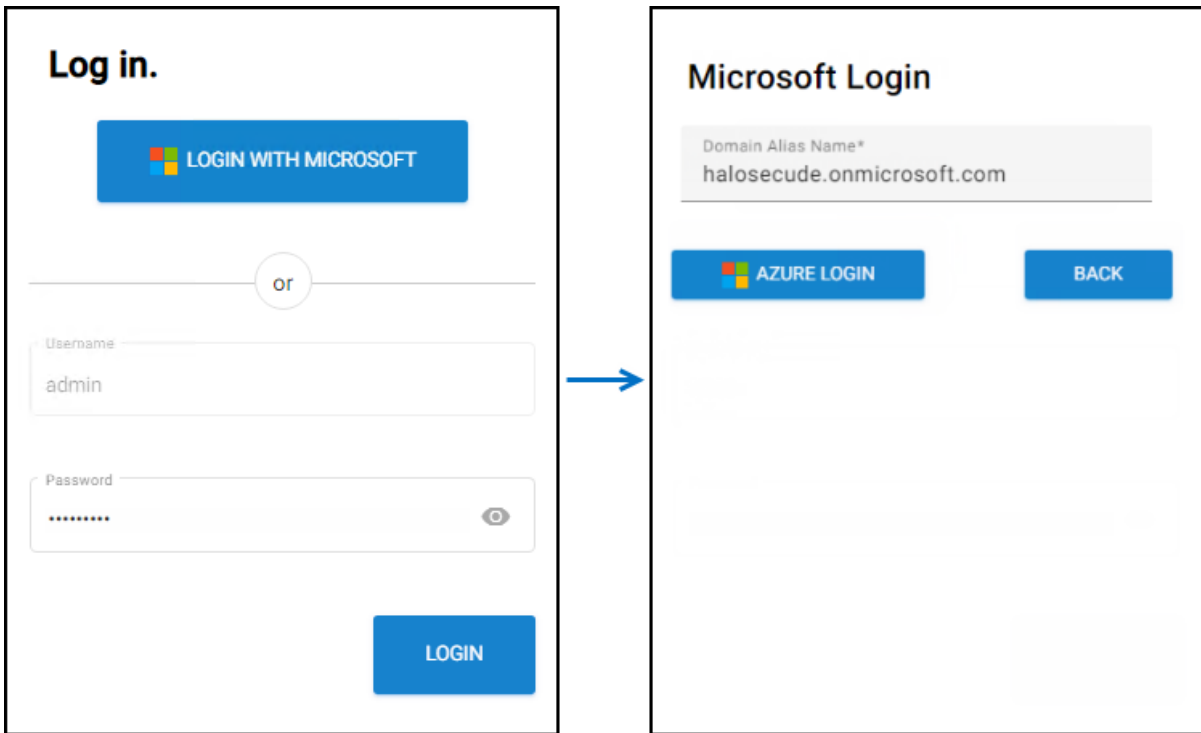 Log in.
LOGIN WITH MICROSOFT
or
Username
admin
Password
•••••••••
LOGIN
Microsoft Login
Domain Alias Name*
halosecude.onmicrosoft.com
AZURE LOGIN
BACK